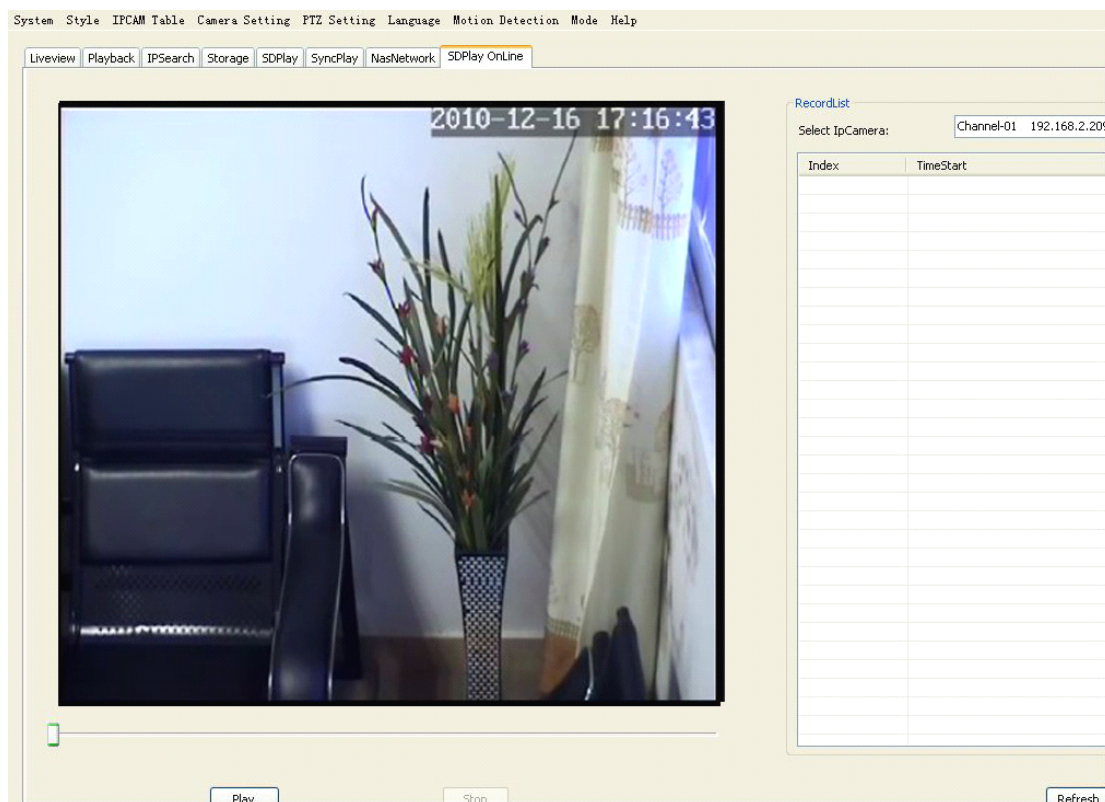 System Style IPCAM Table Camera Setting PTZ Setting Language Motion Detection Mode Help
Liveview Playback IPSearch Storage SDPlay SyncPlay NasNetwork SDPlay OnLine
2010-12-16 17:16:43
RecordList
Select IpCamera: Channel-01 192.168.2.209
Index TimeStart
Play Stop Refresh